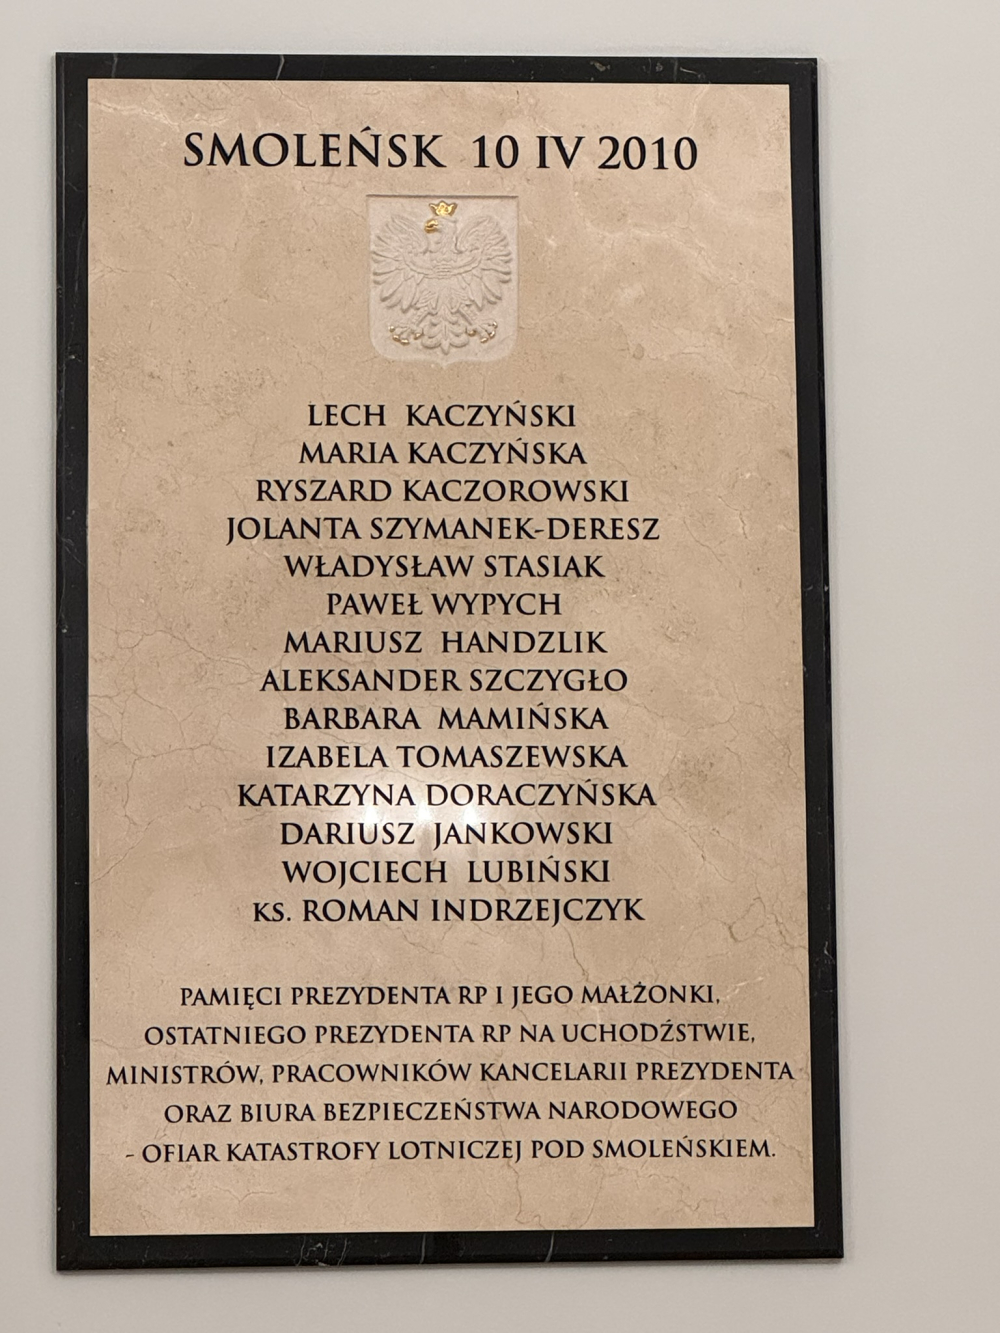 SMOLEŃSK 10 IV 2010
LECH KACZYŃSKI
MARIA KACZYŃSKA
RYSZARD KACZOROWSKI
JOLANTA SZYMANEK-DERESZ
WŁADYSŁAW STASIAK
PAWEŁ WYPYCH
MARIUSZ HANDZLIK
ALEKSANDER SZCZYGŁO
BARBARA MAMIŃSKA
IZABELA TOMASZEWSKA
KATARZYNA DORACZYŃSKA
DARIUSZ JANKOWSKI
WOJCIECH LUBIŃSKI
KS. ROMAN INDRZEJCZYK
PAMIĘCI PREZYDENTA RP I JEGO MAŁŻONKI,
OSTATNIEGO PREZYDENTA RP NA UCHODŹSTWIE,
MINISTRÓW, PRACOWNIKÓW KANCELARII PREZYDENTA
ORAZ BIURA BEZPIECZEŃSTWA NARODOWEGO
- OFIAR KATASTROFY LOTNICZEJ POD SMOLEŃSKIEM.